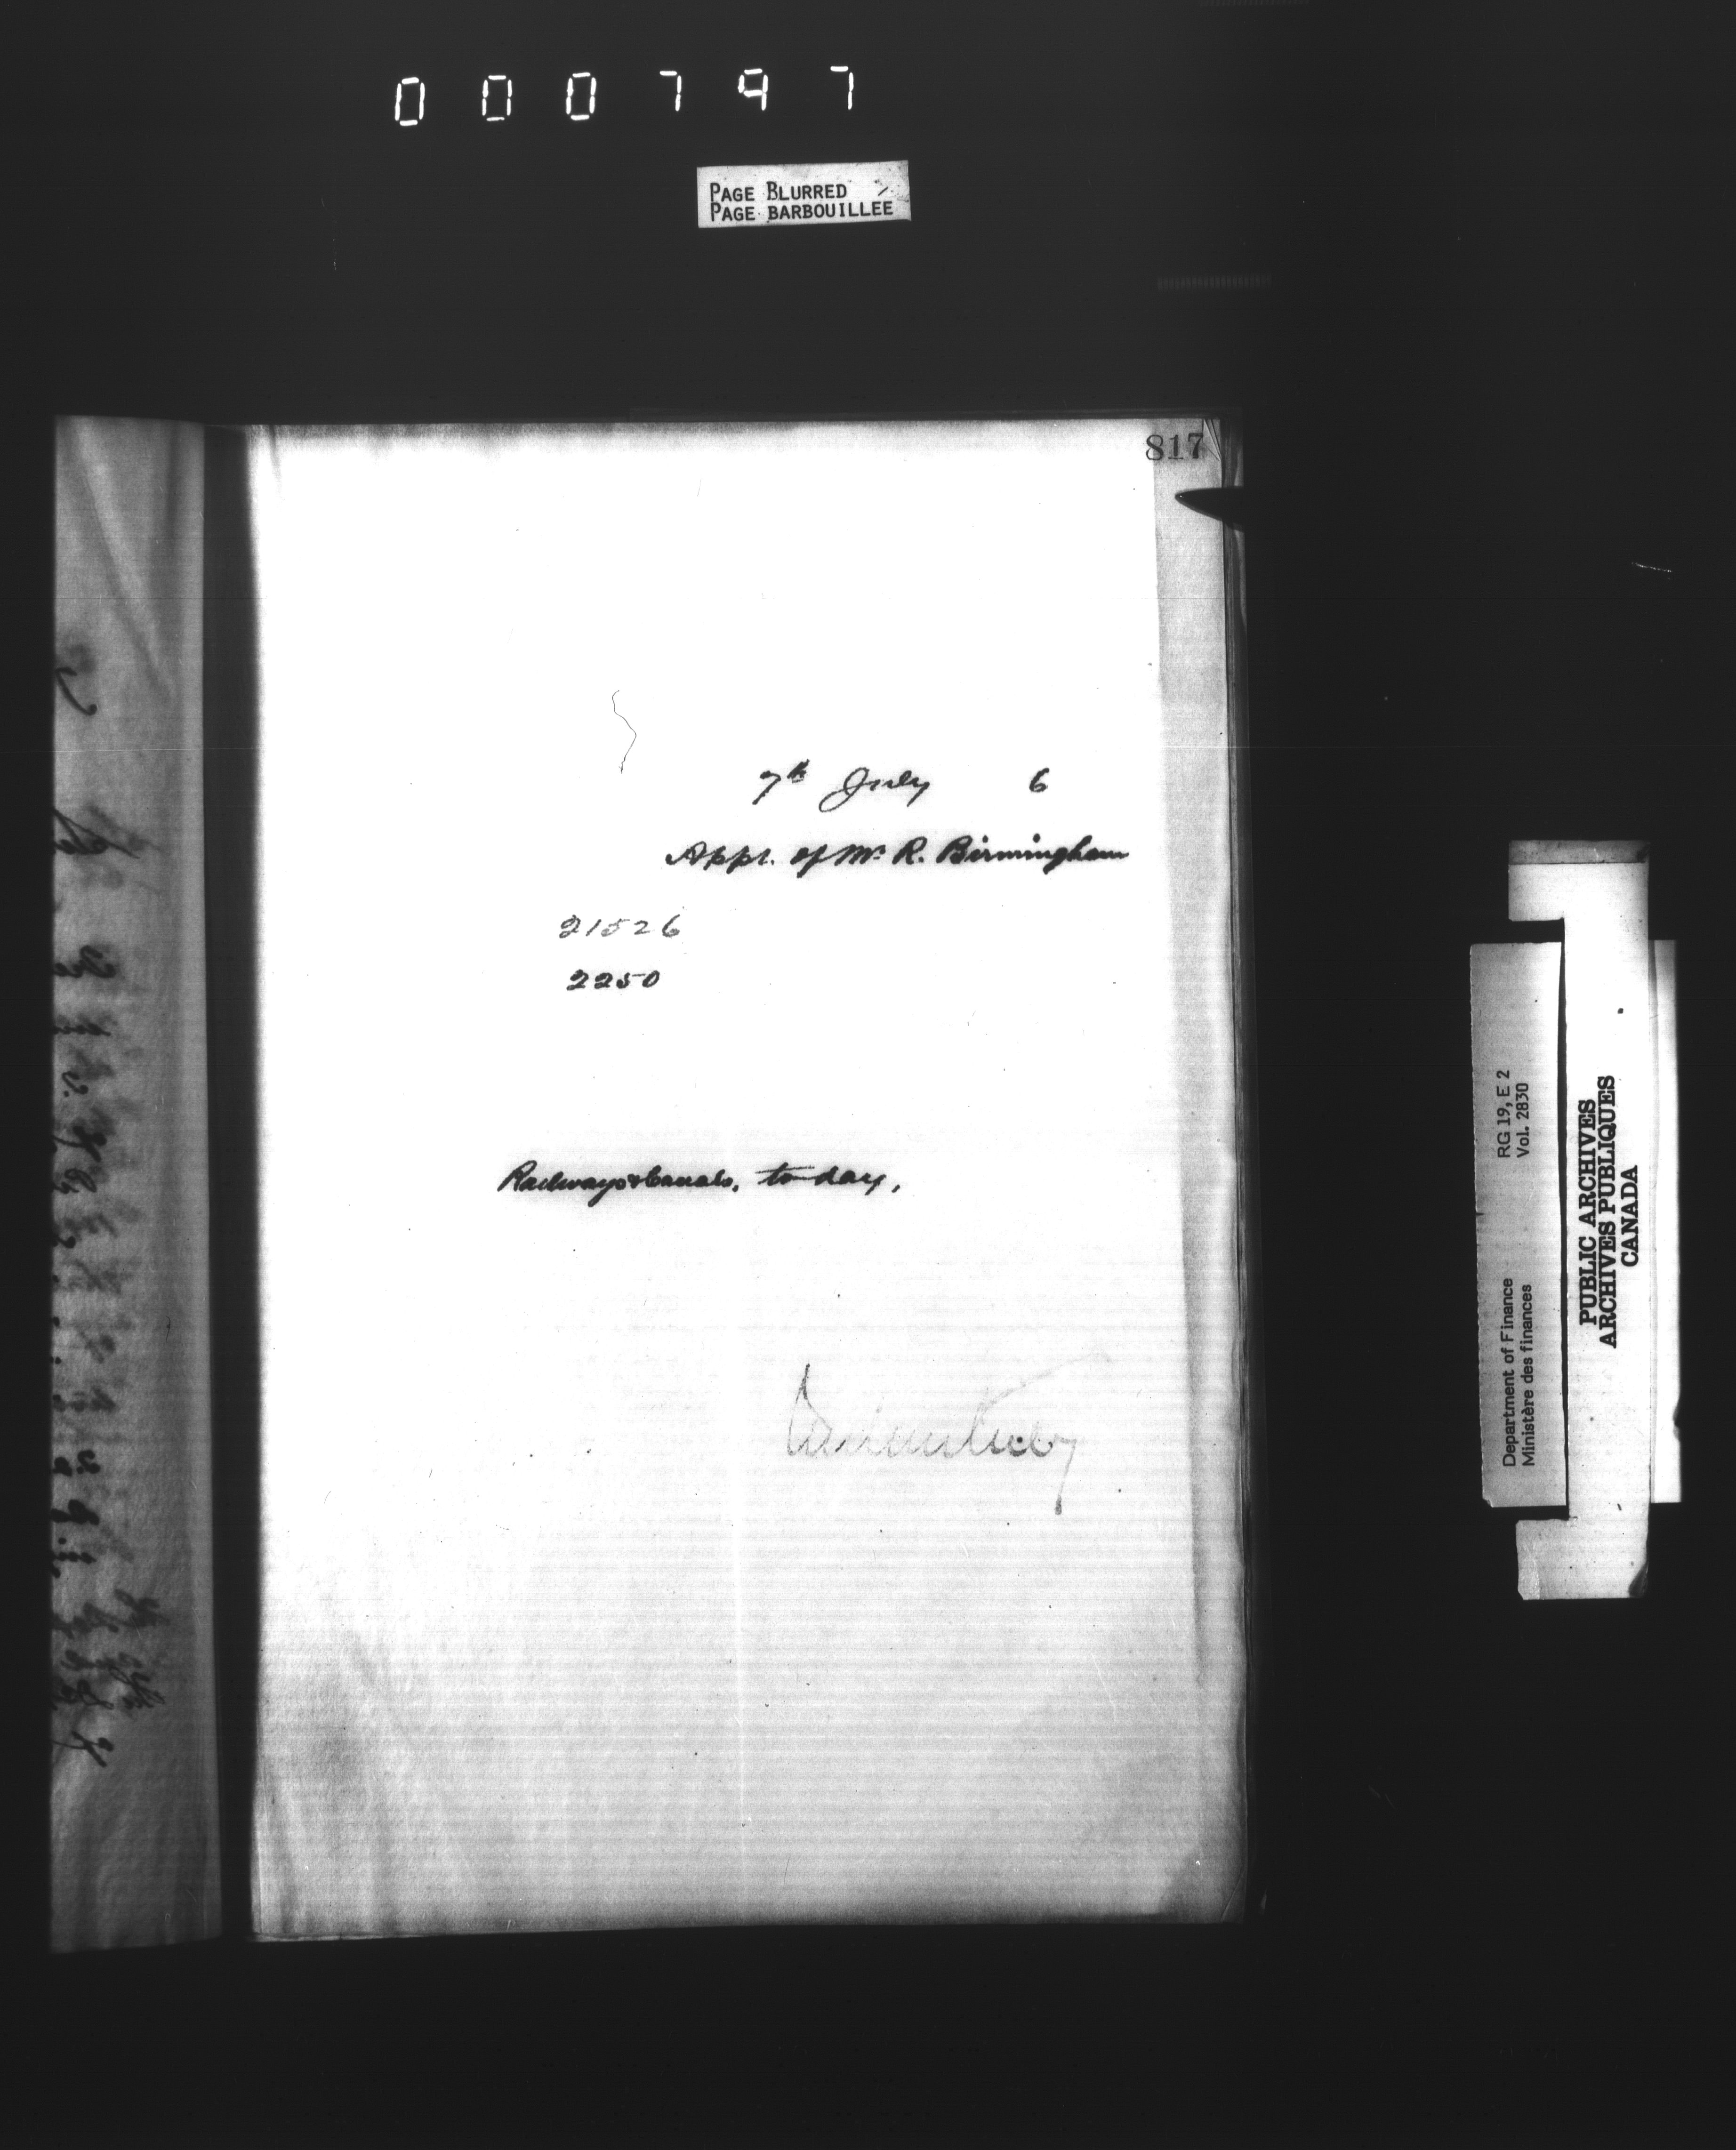 000797
PAGE BLURRED
PAGE BARBOUILLEE
817
7th July 6
Appt. of Mr. R. Birmingham
21526
2250
Railways & Canals, to-day,
RG 19, E 2
Vol. 2830
Department of Finance
Ministère des finances
PUBLIC ARCHIVES
ARCHIVES PUBLIQUES
CANADA